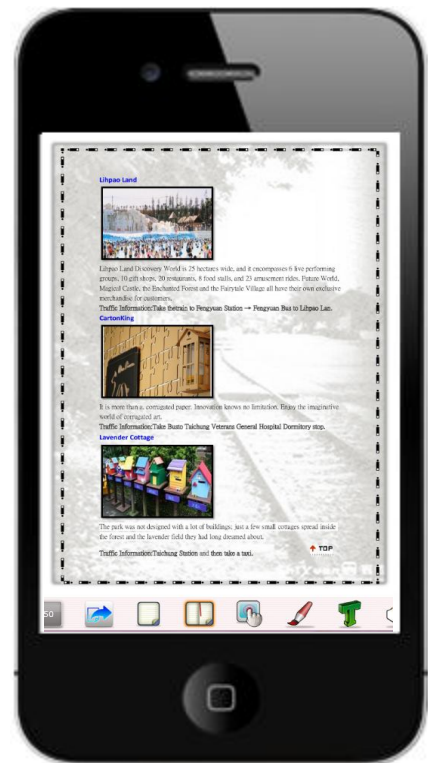 Lihpao Land
Lihpao Land Discovery World is 25 hectares wide, and it encompasses 6 live performing
groups, 10 gift shops, 20 restaurants, 8 food stalls, and 23 amusement rides. Future World,
Magical Castle, the Enchanted Forest and the Fairytale Village all have their own exclusive
merchandise for customers.
Traffic Information:Take thetrain to Fengyuan Station → Fengyuan Bus to Lihpao Lan.
CartonKing
It is more than a. corrugated paper. Innovation knows no limitation. Enjoy the imaginative
world of corrugated art.
Traffic Information:Take Busto Taichung Veterans General Hospital Dormitory stop.
Lavender Cottage
The park was not designed with a lot of buildings; just a few small cottages spread inside
the forest and the lavender field they had long dreamed about.
TOP
Traffic Information:Taichung Station and then take a taxi.
50